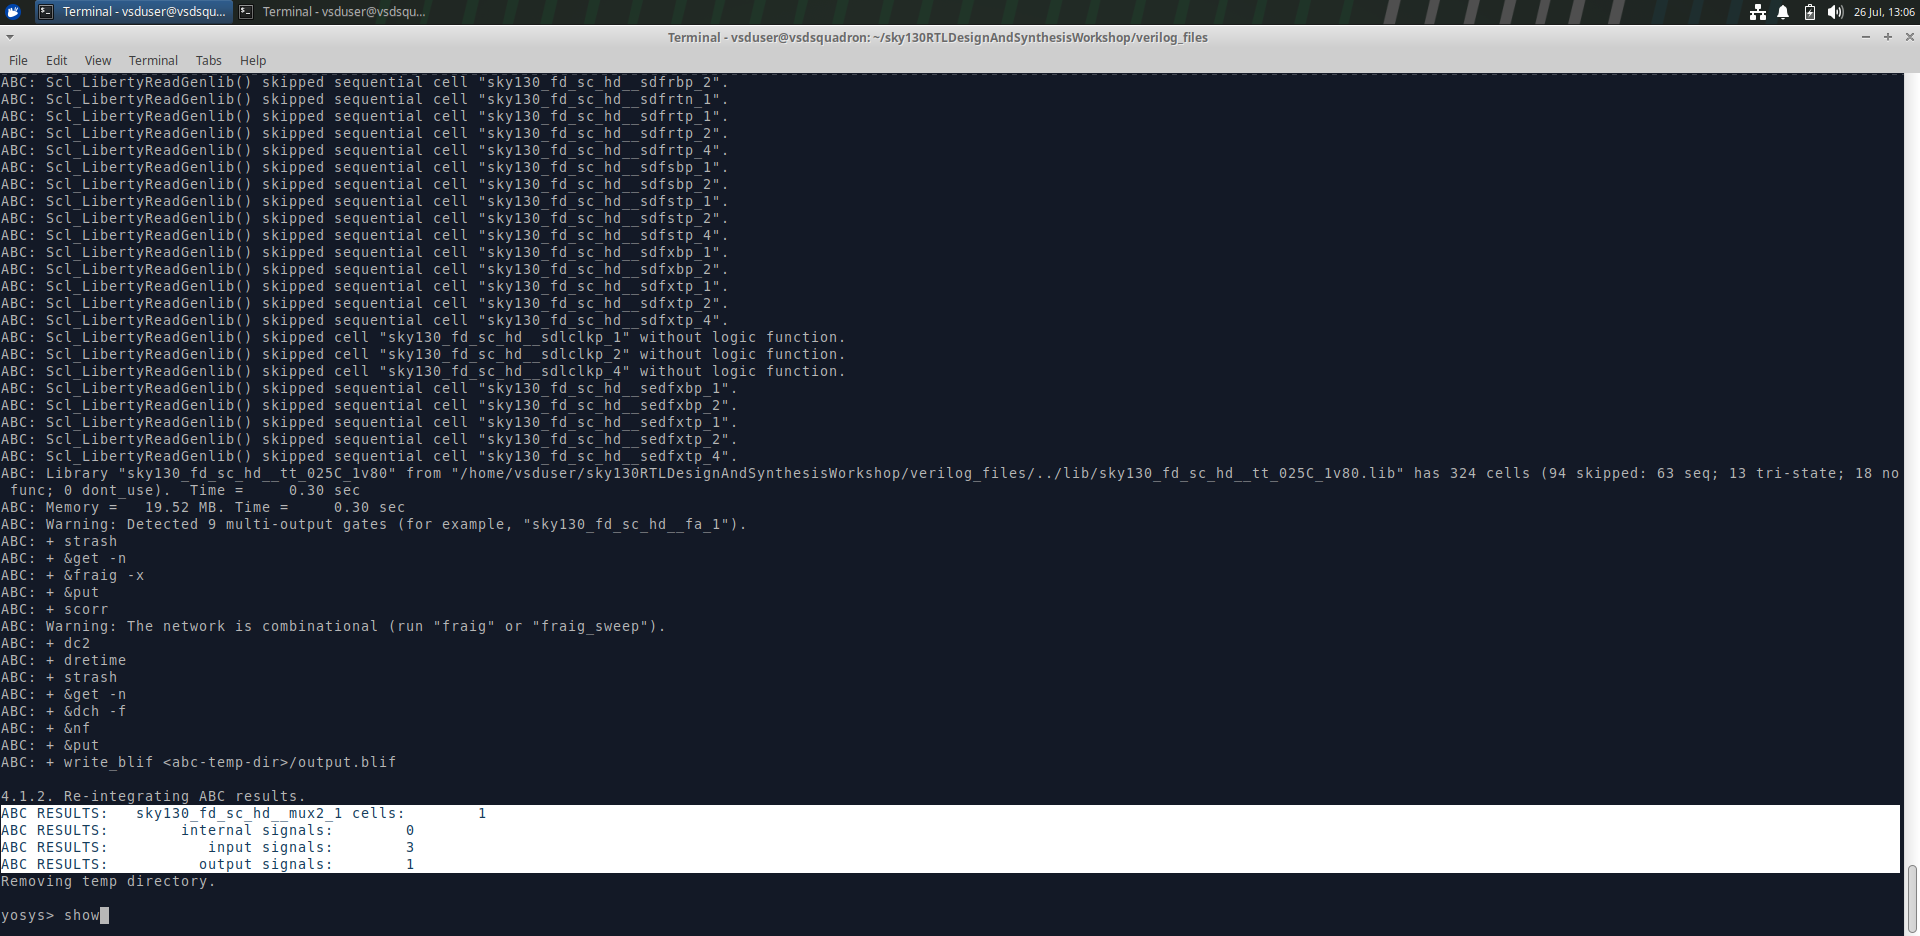 Terminal - vsduser@vsdsqu...
Terminal - vsduser@vsdsqu...
26 Jul, 13:06
Terminal - vsduser@vsdsquadron: ~/sky130RTLDesignAndSynthesisWorkshop/verilog_files
File Edit View Terminal Tabs Help
ABC: Scl_LibertyReadGenlib() skipped sequential cell "sky130_fd_sc_hd__sdfrbp_2".
ABC: Scl_LibertyReadGenlib() skipped sequential cell "sky130_fd_sc_hd__sdfrtn_1".
ABC: Scl_LibertyReadGenlib() skipped sequential cell "sky130_fd_sc_hd__sdfrtp_1".
ABC: Scl_LibertyReadGenlib() skipped sequential cell "sky130_fd_sc_hd__sdfrtp_2".
ABC: Scl_LibertyReadGenlib() skipped sequential cell "sky130_fd_sc_hd__sdfrtp_4".
ABC: Scl_LibertyReadGenlib() skipped sequential cell "sky130_fd_sc_hd__sdfsbp_1".
ABC: Scl_LibertyReadGenlib() skipped sequential cell "sky130_fd_sc_hd__sdfsbp_2".
ABC: Scl_LibertyReadGenlib() skipped sequential cell "sky130_fd_sc_hd__sdfstp_1".
ABC: Scl_LibertyReadGenlib() skipped sequential cell "sky130_fd_sc_hd__sdfstp_2".
ABC: Scl_LibertyReadGenlib() skipped sequential cell "sky130_fd_sc_hd__sdfstp_4".
ABC: Scl_LibertyReadGenlib() skipped sequential cell "sky130_fd_sc_hd__sdfxbp_1".
ABC: Scl_LibertyReadGenlib() skipped sequential cell "sky130_fd_sc_hd__sdfxbp_2".
ABC: Scl_LibertyReadGenlib() skipped sequential cell "sky130_fd_sc_hd__sdfxtp_1".
ABC: Scl_LibertyReadGenlib() skipped sequential cell "sky130_fd_sc_hd__sdfxtp_2".
ABC: Scl_LibertyReadGenlib() skipped sequential cell "sky130_fd_sc_hd__sdfxtp_4".
ABC: Scl_LibertyReadGenlib() skipped cell "sky130_fd_sc_hd__sdlclkp_1" without logic function.
ABC: Scl_LibertyReadGenlib() skipped cell "sky130_fd_sc_hd__sdlclkp_2" without logic function.
ABC: Scl_LibertyReadGenlib() skipped cell "sky130_fd_sc_hd__sdlclkp_4" without logic function.
ABC: Scl_LibertyReadGenlib() skipped sequential cell "sky130_fd_sc_hd__sedfxbp_1".
ABC: Scl_LibertyReadGenlib() skipped sequential cell "sky130_fd_sc_hd__sedfxbp_2".
ABC: Scl_LibertyReadGenlib() skipped sequential cell "sky130_fd_sc_hd__sedfxtp_1".
ABC: Scl_LibertyReadGenlib() skipped sequential cell "sky130_fd_sc_hd__sedfxtp_2".
ABC: Scl_LibertyReadGenlib() skipped sequential cell "sky130_fd_sc_hd__sedfxtp_4".
ABC: Library "sky130_fd_sc_hd__tt_025C_1v80" from "/home/vsduser/sky130RTLDesignAndSynthesisWorkshop/verilog_files/../lib/sky130_fd_sc_hd__tt_025C_1v80.lib" has 324 cells (94 skipped: 63 seq; 13 tri-state; 18 no
func; 0 dont_use).  Time =     0.30 sec
ABC: Memory =   19.52 MB. Time =     0.30 sec
ABC: Warning: Detected 9 multi-output gates (for example, "sky130_fd_sc_hd__fa_1").
ABC: + strash
ABC: + &get -n
ABC: + &fraig -x
ABC: + &put
ABC: + scorr
ABC: Warning: The network is combinational (run "fraig" or "fraig_sweep").
ABC: + dc2
ABC: + dretime
ABC: + strash
ABC: + &get -n
ABC: + &dch -f
ABC: + &nf
ABC: + &put
ABC: + write_blif <abc-temp-dir>/output.blif
4.1.2. Re-integrating ABC results.
ABC RESULTS:   sky130_fd_sc_hd__mux2_1 cells:        1
ABC RESULTS:        internal signals:        0
ABC RESULTS:           input signals:        3
ABC RESULTS:          output signals:        1
Removing temp directory.
yosys> show